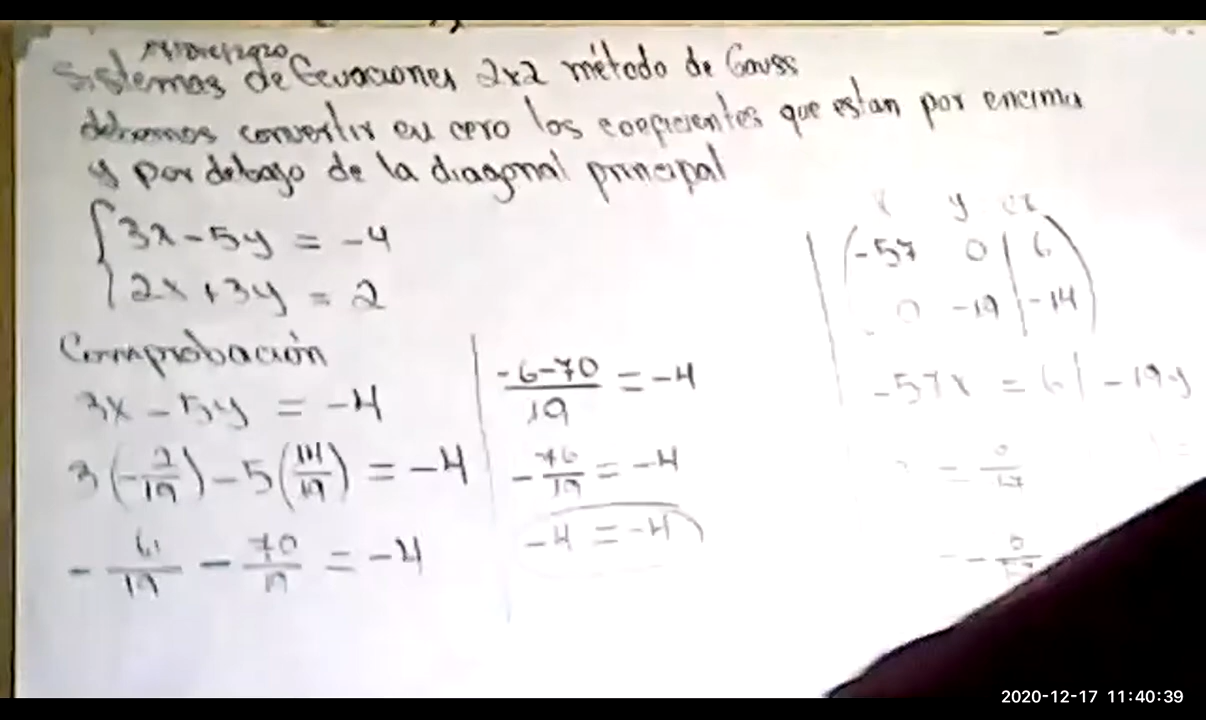 Sistemas de Ecuaciones 2x2 método de Gauss
debemos convertir en cero los coeficientes que estan por encima
y por debajo de la diagonal principal
3x - 5y = -4
2x + 3y = 2
Comprobación
3x - 5y = -4
3(-2/19) - 5(14/19) = -4
-6/19 - 70/19 = -4
-6-70/19 = -4
-76/19 = -4
-4 = -4
x y
-57 0 | 6
0 -19 | -14
-57x = 6 | -19y
2020-12-17 11:40:39